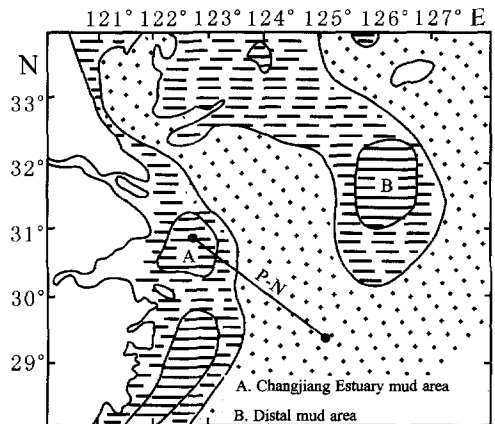 121° 122° 123° 124° 125° 126° 127° E
N
33°
32°
31°
30°
29°
A
B
P-N
A. Changjiang Estuary mud area
B. Distal mud area